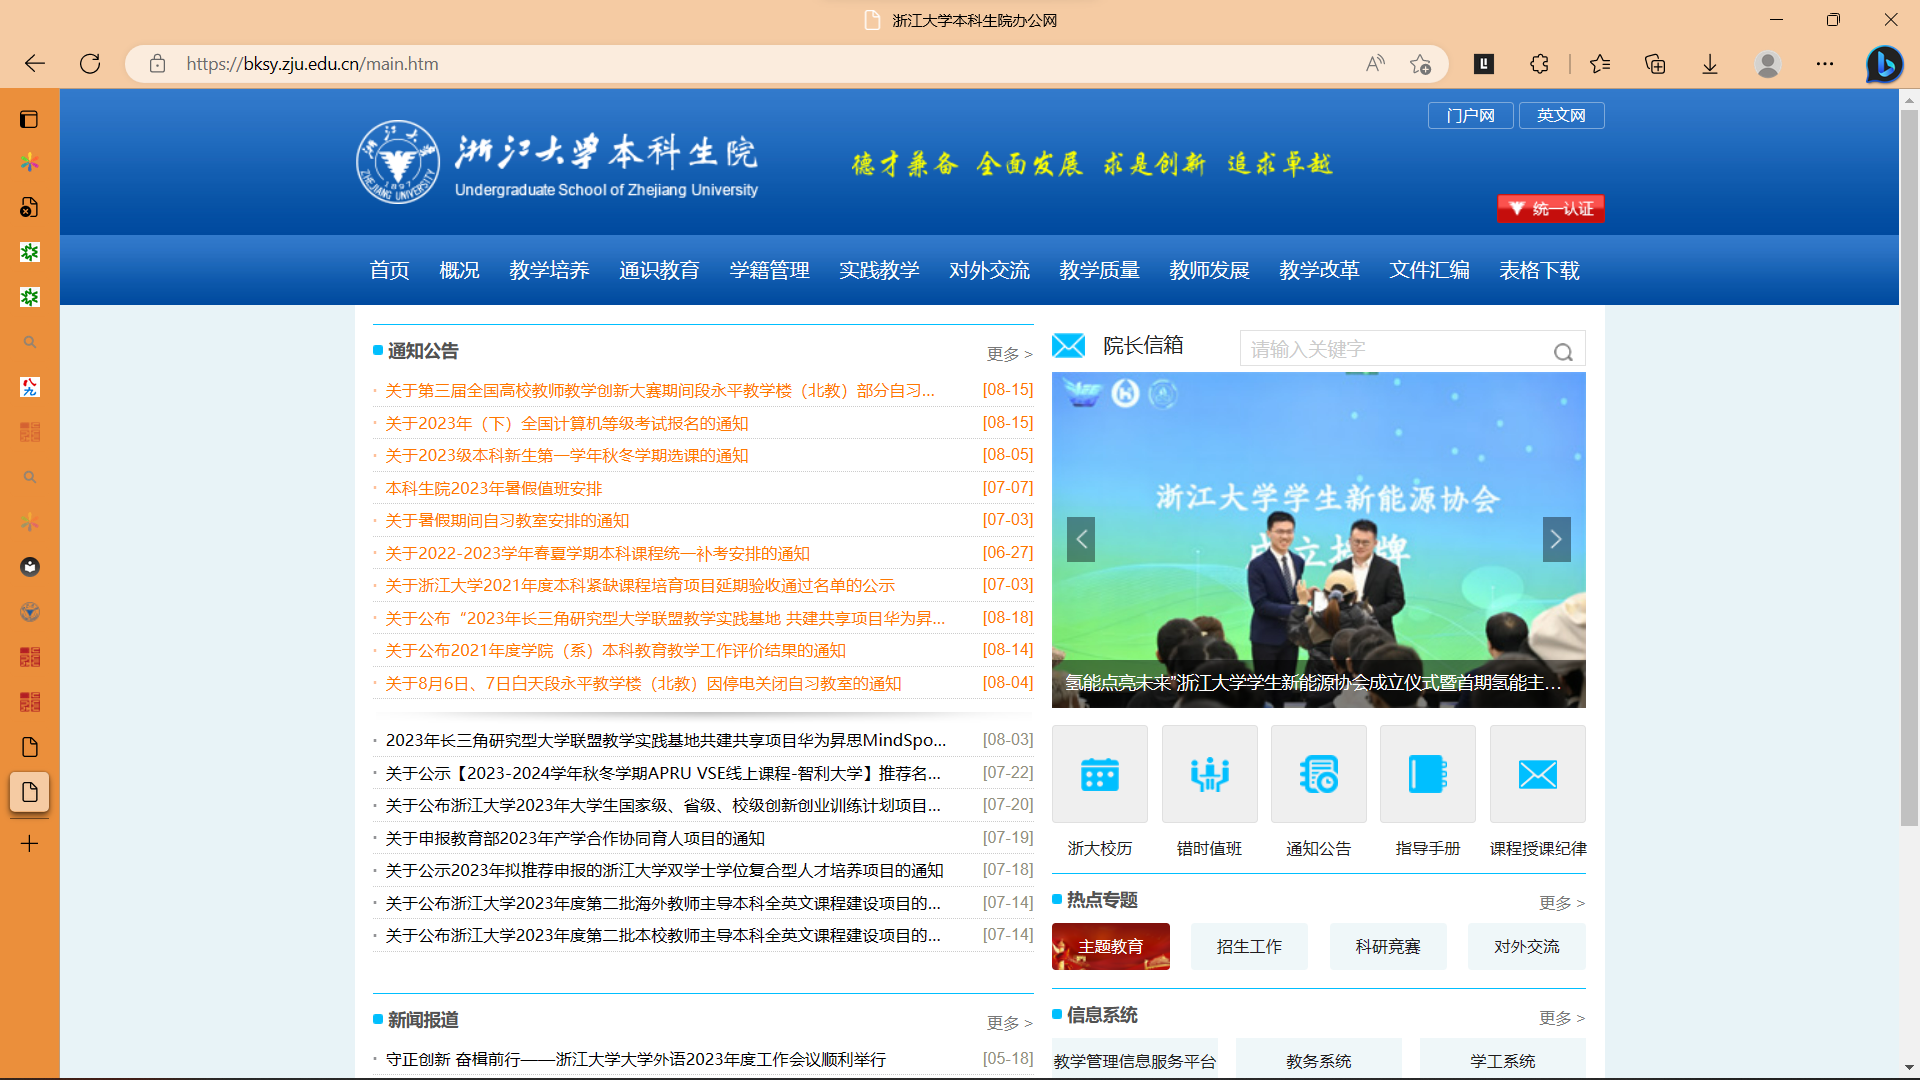 浙江大学本科生院办公网
https://bksy.zju.edu.cn/main.htm
门户网 英文网
浙江大学本科生院
Undergraduate School of Zhejiang University
德才兼备 全面发展 求是创新 追求卓越
统一认证
首页 概况 教学培养 通识教育 学籍管理 实践教学 对外交流 教学质量 教师发展 教学改革 文件汇编 表格下载
通知公告 更多 >
关于第三届全国高校教师教学创新大赛期间段永平教学楼（北教）部分自习... [08-15]
关于2023年（下）全国计算机等级考试报名的通知 [08-15]
关于2023级本科新生第一学年秋冬学期选课的通知 [08-05]
本科生院2023年暑假值班安排 [07-07]
关于暑假期间自习教室安排的通知 [07-03]
关于2022-2023学年春夏学期本科课程统一补考安排的通知 [06-27]
关于浙江大学2021年度本科紧缺课程培育项目延期验收通过名单的公示 [07-03]
关于公布“2023年长三角研究型大学联盟教学实践基地 共建共享项目华为昇... [08-18]
关于公布2021年度学院（系）本科教育教学工作评价结果的通知 [08-14]
关于8月6日、7日白天段永平教学楼（北教）因停电关闭自习教室的通知 [08-04]
2023年长三角研究型大学联盟教学实践基地共建共享项目华为昇思MindSpo... [08-03]
关于公示【2023-2024学年秋冬学期APRU VSE线上课程-智利大学】推荐名... [07-22]
关于公布浙江大学2023年大学生国家级、省级、校级创新创业训练计划项目... [07-20]
关于申报教育部2023年产学合作协同育人项目的通知 [07-19]
关于公示2023年拟推荐申报的浙江大学双学士学位复合型人才培养项目的通知 [07-18]
关于公布浙江大学2023年度第二批海外教师主导本科全英文课程建设项目的... [07-14]
关于公布浙江大学2023年度第二批本校教师主导本科全英文课程建设项目的... [07-14]
新闻报道 更多 >
守正创新 奋楫前行——浙江大学大学外语2023年度工作会议顺利举行 [05-18]
院长信箱
请输入关键字
浙江大学学生新能源协会
成立 牌
氢能点亮未来”浙江大学学生新能源协会成立仪式暨首期氢能主...
浙大校历 错时值班 通知公告 指导手册 课程授课纪律
热点专题 更多 >
主题教育 招生工作 科研竞赛 对外交流
信息系统 更多 >
教学管理信息服务平台 教务系统 学工系统